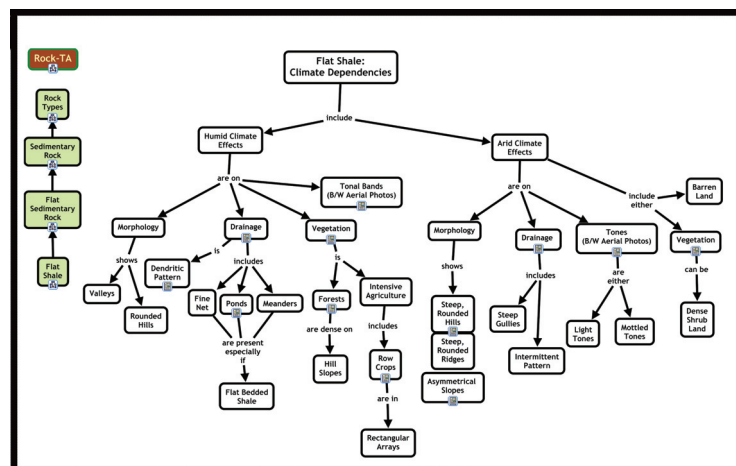 Rock-TA
Rock
Types
Sedimentary
Rock
Flat
Sedimentary
Rock
Flat
Shale
Flat Shale:
Climate Dependencies
include
Humid Climate
Effects
are on
Tonal Bands
(B/W Aerial Photos)
Morphology
shows
Valleys
Rounded
Hills
Drainage
is
Dendritic
Pattern
includes
Fine
Net
Ponds
Meanders
are present
especially
if
Flat Bedded
Shale
Vegetation
is
Forests
are dense on
Hill
Slopes
Intensive
Agriculture
includes
Row
Crops
are in
Rectangular
Arrays
Arid Climate
Effects
are on
Morphology
shows
Steep,
Rounded
Hills
Steep,
Rounded
Ridges
Asymmetrical
Slopes
Drainage
includes
Steep
Gullies
Intermittent
Pattern
Tones
(B/W Aerial Photos)
are
either
Light
Tones
Mottled
Tones
include
either
Barren
Land
Vegetation
can be
Dense
Shrub
Land